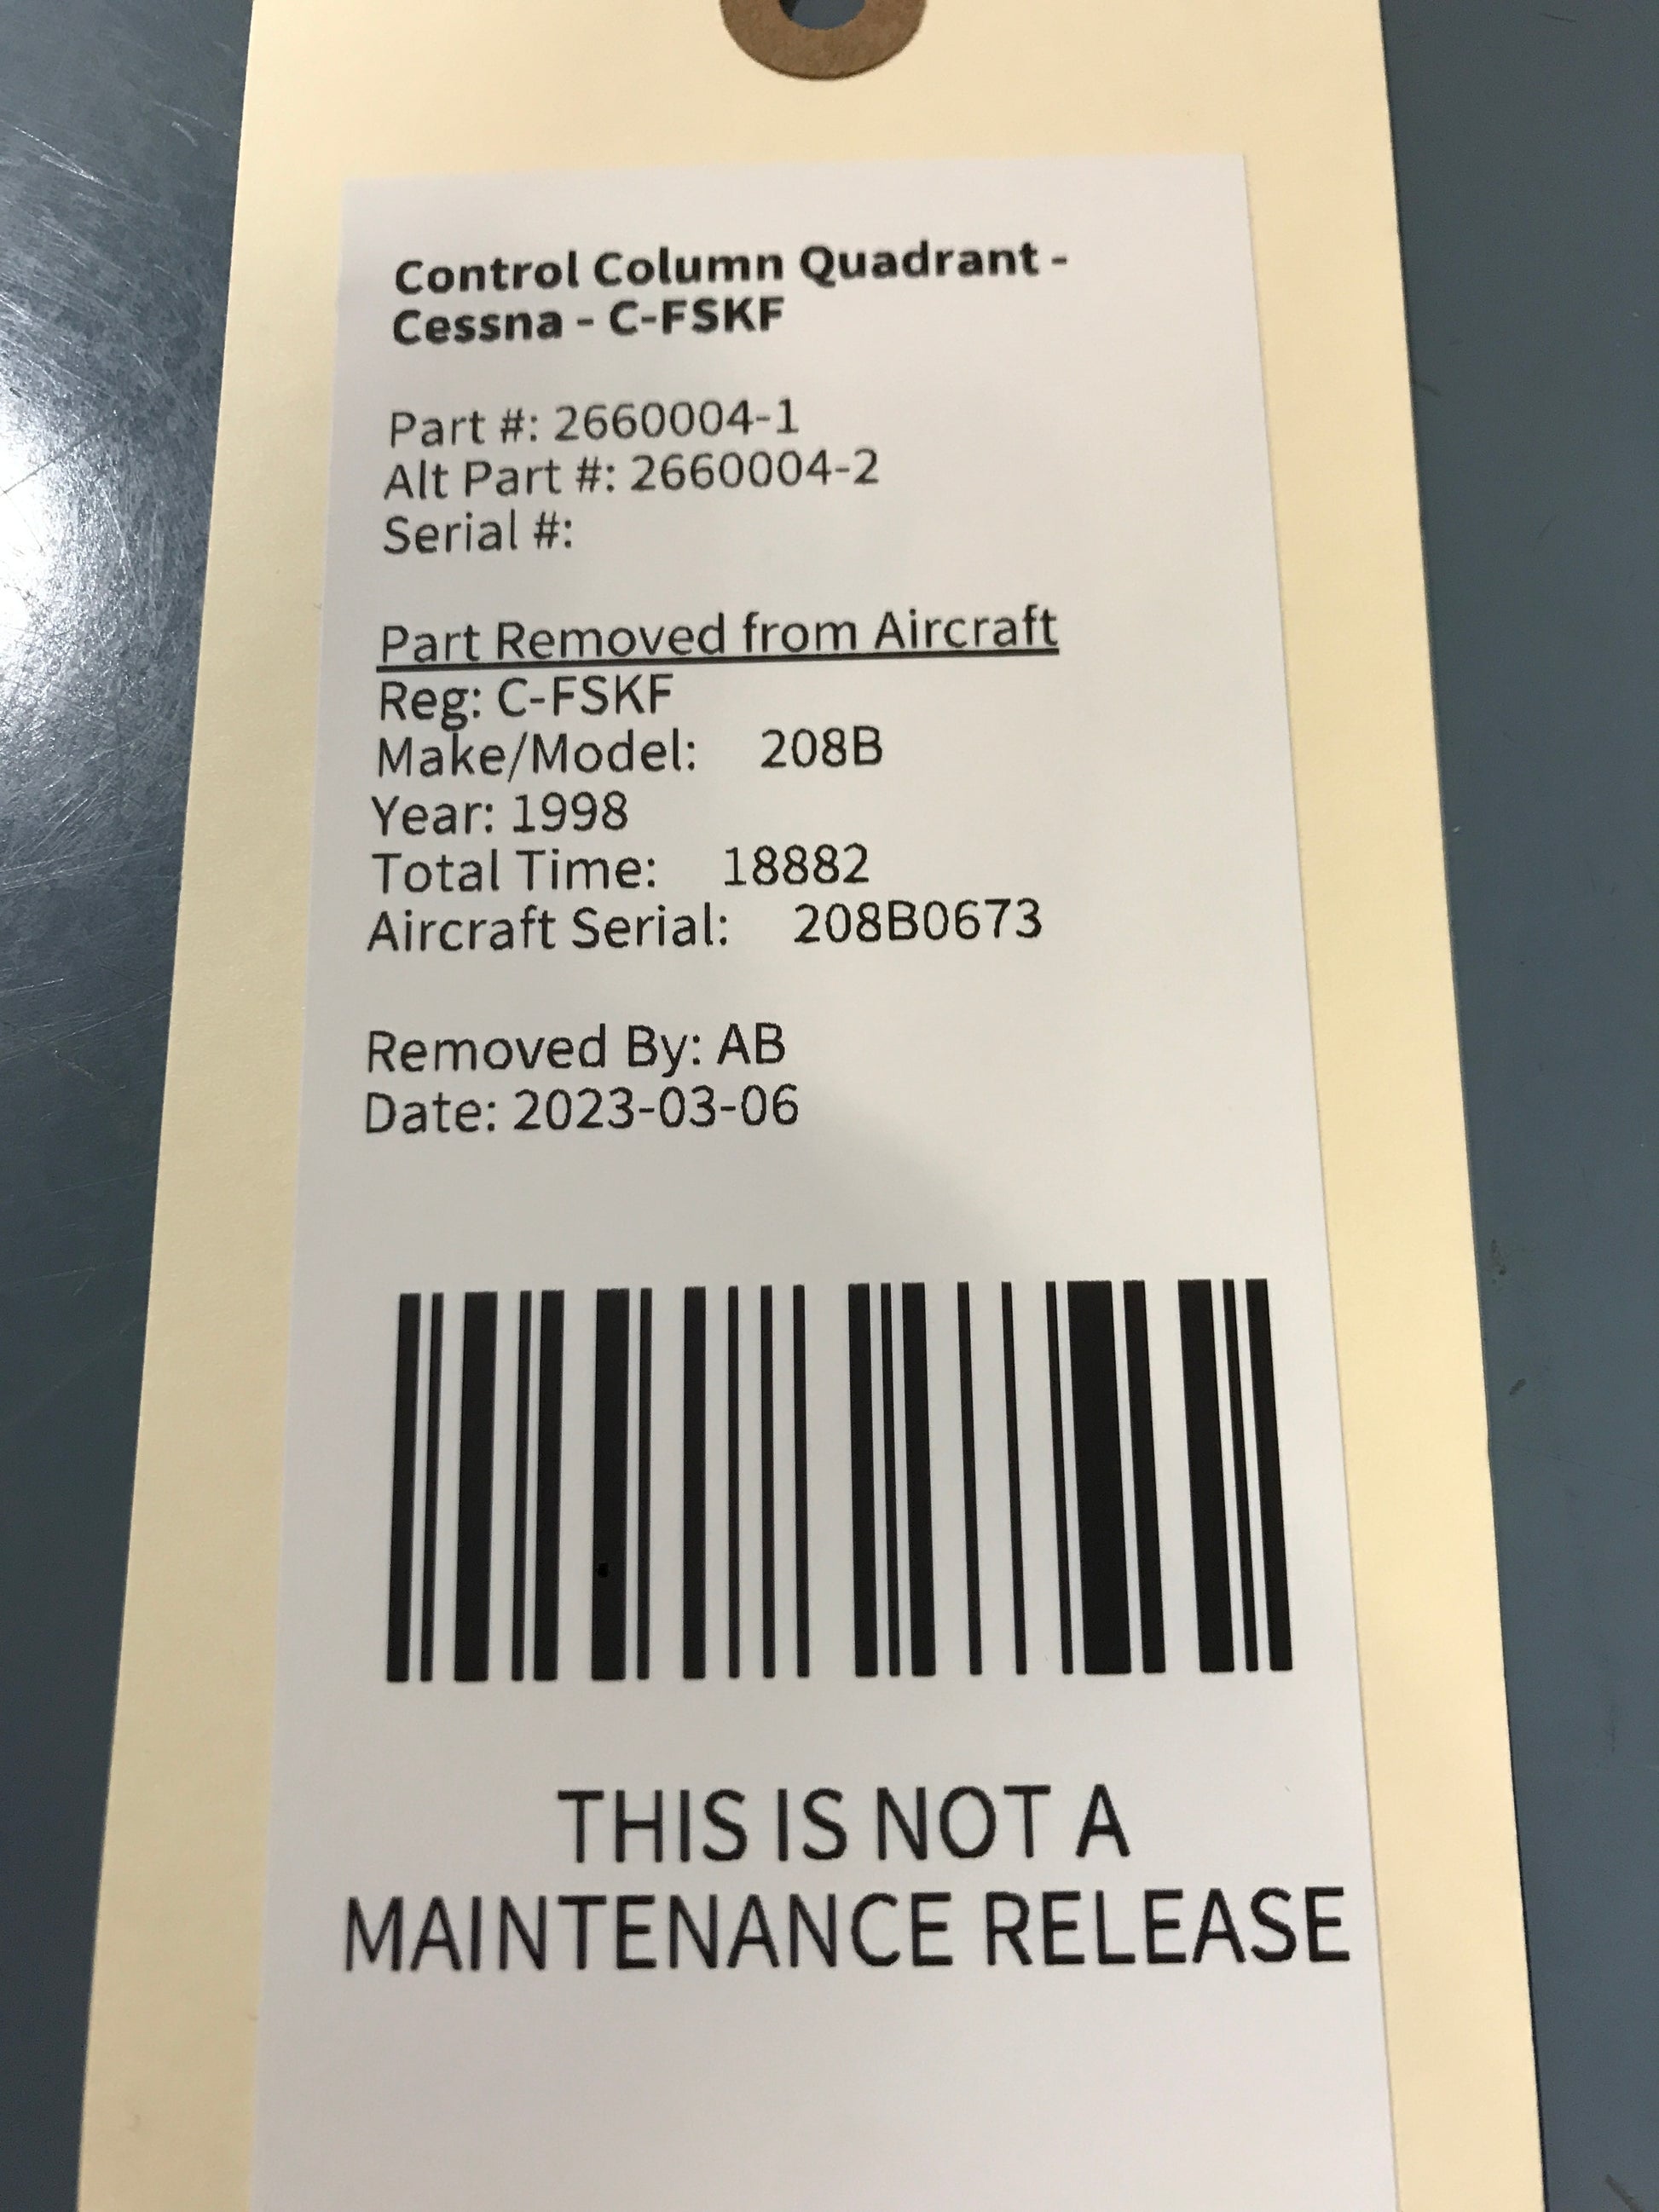 Control Column Quadrant -
Cessna - C-FSKF
Part #: 2660004-1
Alt Part #: 2660004-2
Serial #:
Part Removed from Aircraft
Reg: C-FSKF
Make/Model: 208B
Year: 1998
Total Time: 18882
Aircraft Serial: 208B0673
Removed By: AB
Date: 2023-03-06
THIS IS NOT A
MAINTENANCE RELEASE